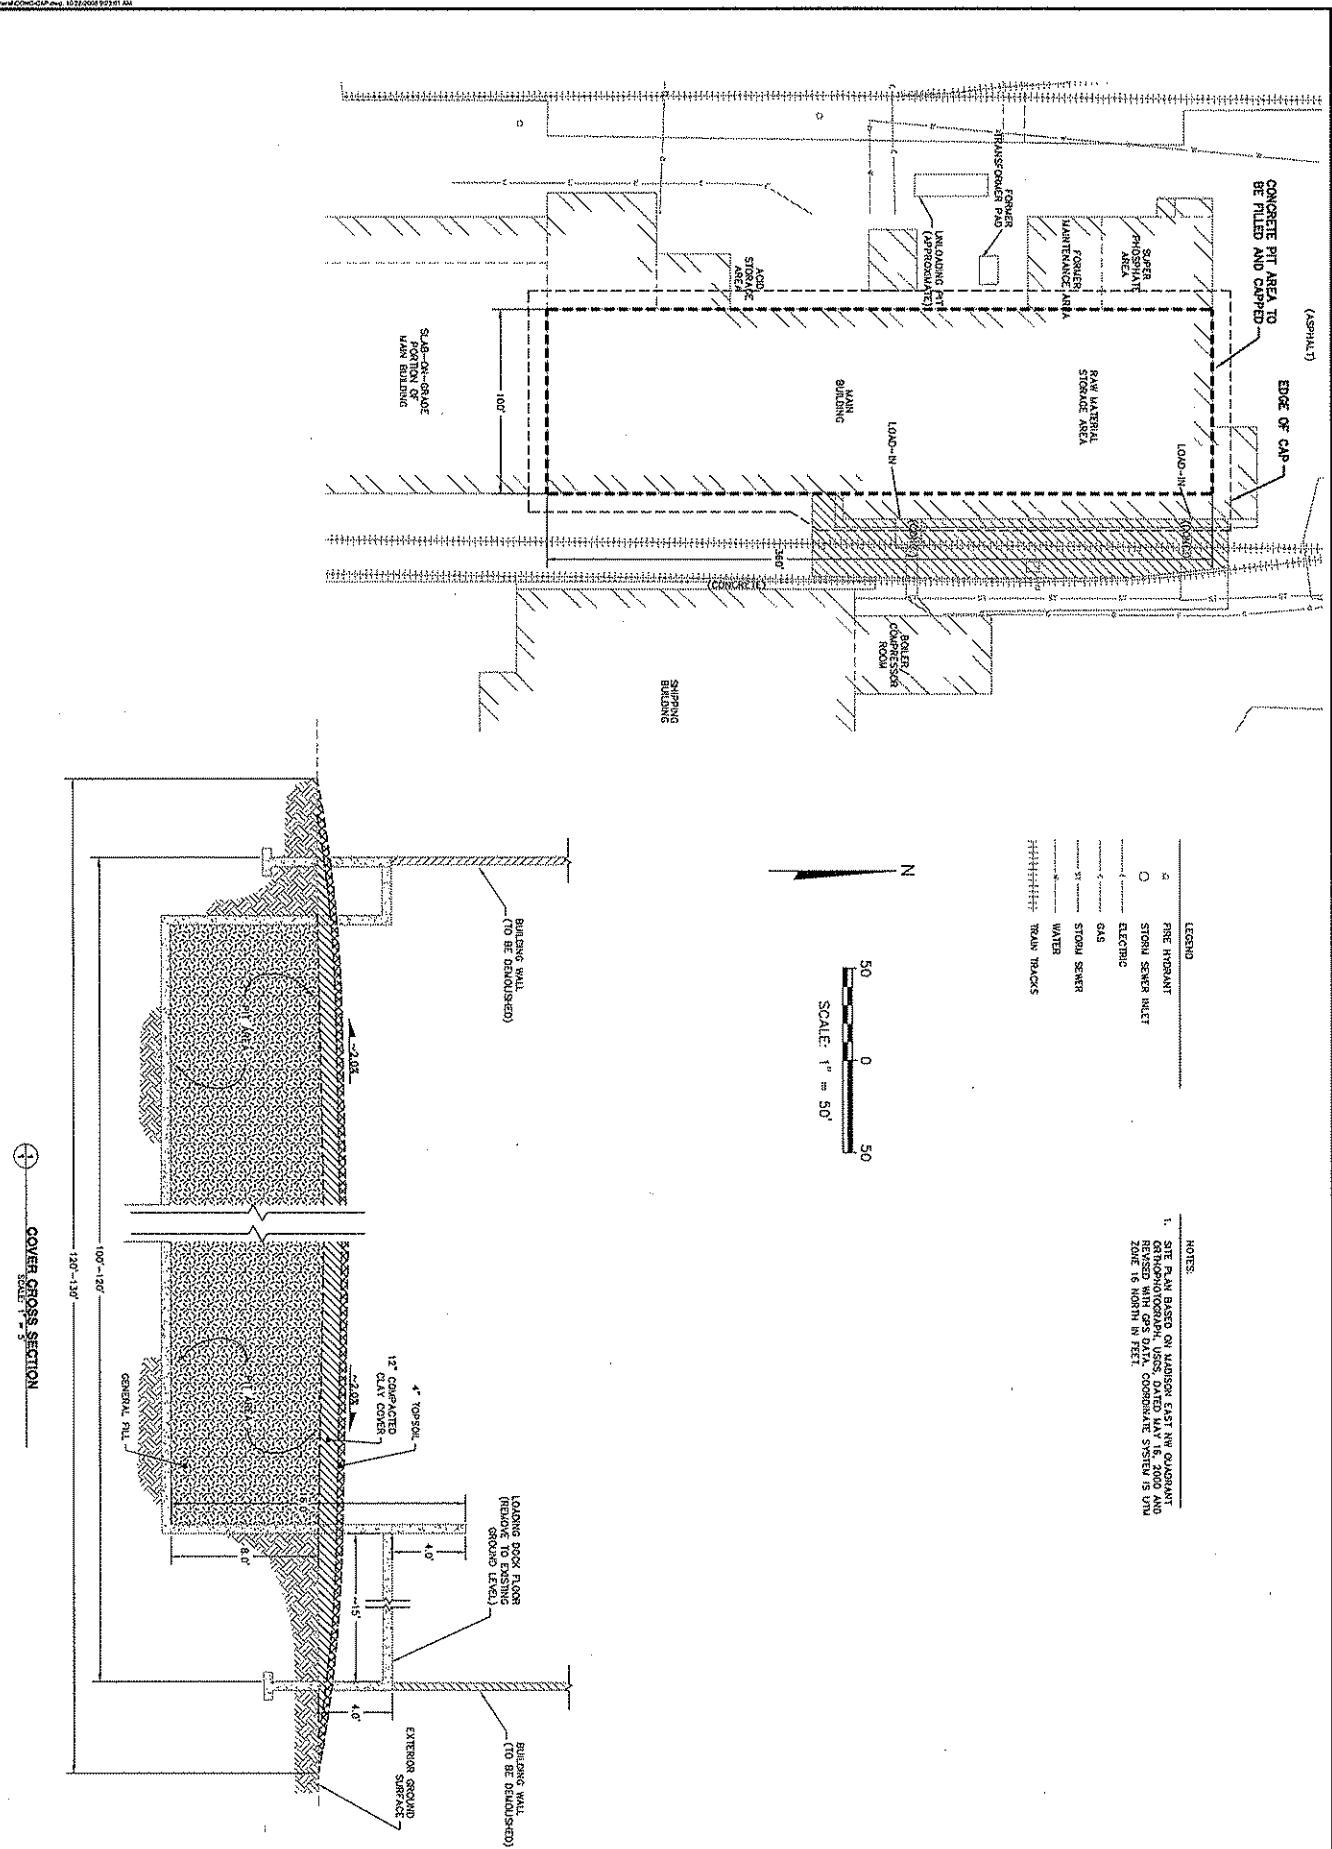 (ASPHALT)
CONCRETE PIT AREA TO
BE FILLED AND CAPPED
EDGE OF CAP
SUPER
PHOSPHATE
AREA
FORMER
MAINTENANCE AREA
FORMER
TRANSFORMER PAD
UNLOADING PIT
(APPROXIMATE)
ACID
STORAGE
AREA
RAW MATERIAL
STORAGE AREA
MAIN
BUILDING
LOAD-IN
LOAD-IN
SLAB-ON-GRADE
PORTION OF
MAIN BUILDING
100'
360'
(CONCRETE)
BOILER
COMPRESSOR
ROOM
SHIPPING
BUILDING
LEGEND
FIRE HYDRANT
STORM SEWER INLET
ELECTRIC
GAS
STORM SEWER
WATER
TRAIN TRACKS
N
50 0 50
SCALE: 1" = 50'
NOTES:
1. SITE PLAN BASED ON MADISON EAST NW QUADRANT
ORTHOPHOTOGRAPH, USGS, DATED MAY 16, 2000 AND
REVISED WITH GPS DATA. COORDINATE SYSTEM IS UTM
ZONE 16 NORTH IN FEET.
BUILDING WALL
(TO BE DEMOLISHED)
~2.0%
PIT AREA
~2.0%
PIT AREA
4" TOPSOIL
12" COMPACTED
CLAY COVER
GENERAL FILL
LOADING DOCK FLOOR
(REMOVE TO EXISTING
GROUND LEVEL)
4.0'
8.0'
~15'
4.0'
BUILDING WALL
(TO BE DEMOLISHED)
EXTERIOR GROUND
SURFACE
100'-120'
120'-130'
1
COVER CROSS SECTION
SCALE: 1" = 5'